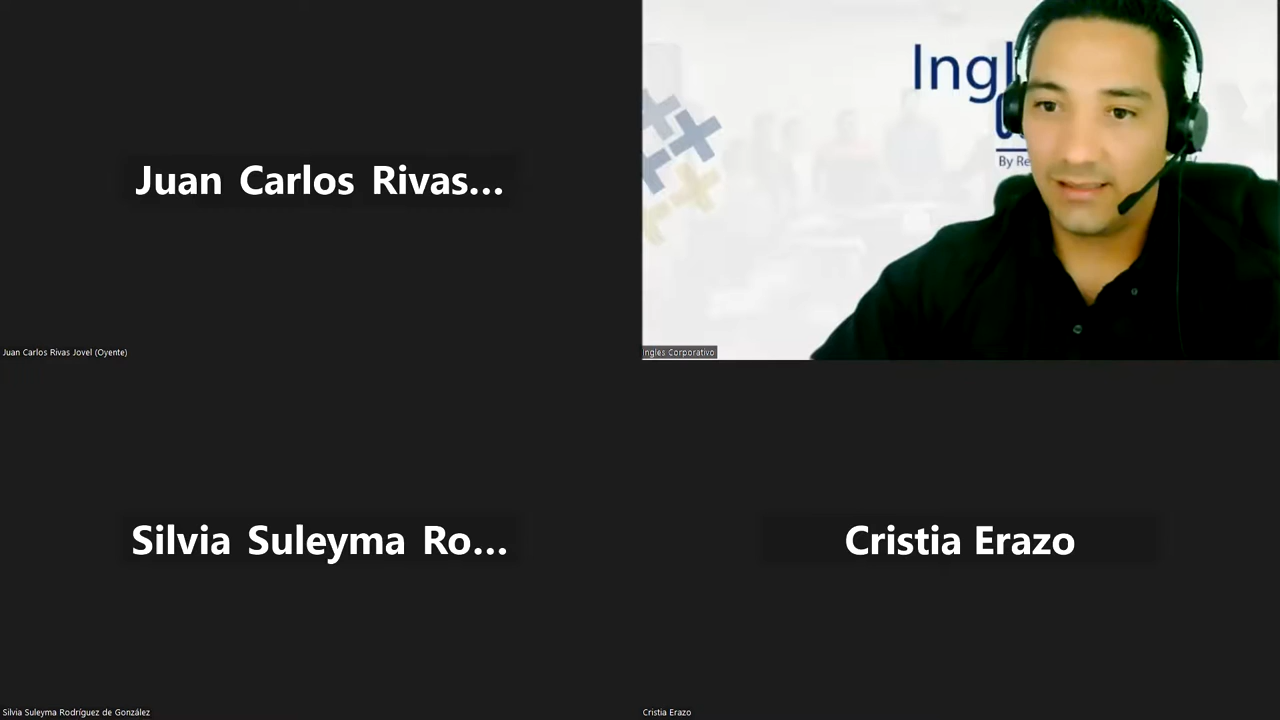 Juan Carlos Rivas...
Juan Carlos Rivas Jovel (Oyente)
Ingl
By Re
Ingles Corporativo
Silvia Suleyma Ro...
Silvia Suleyma Rodríguez de González
Cristia Erazo
Cristia Erazo